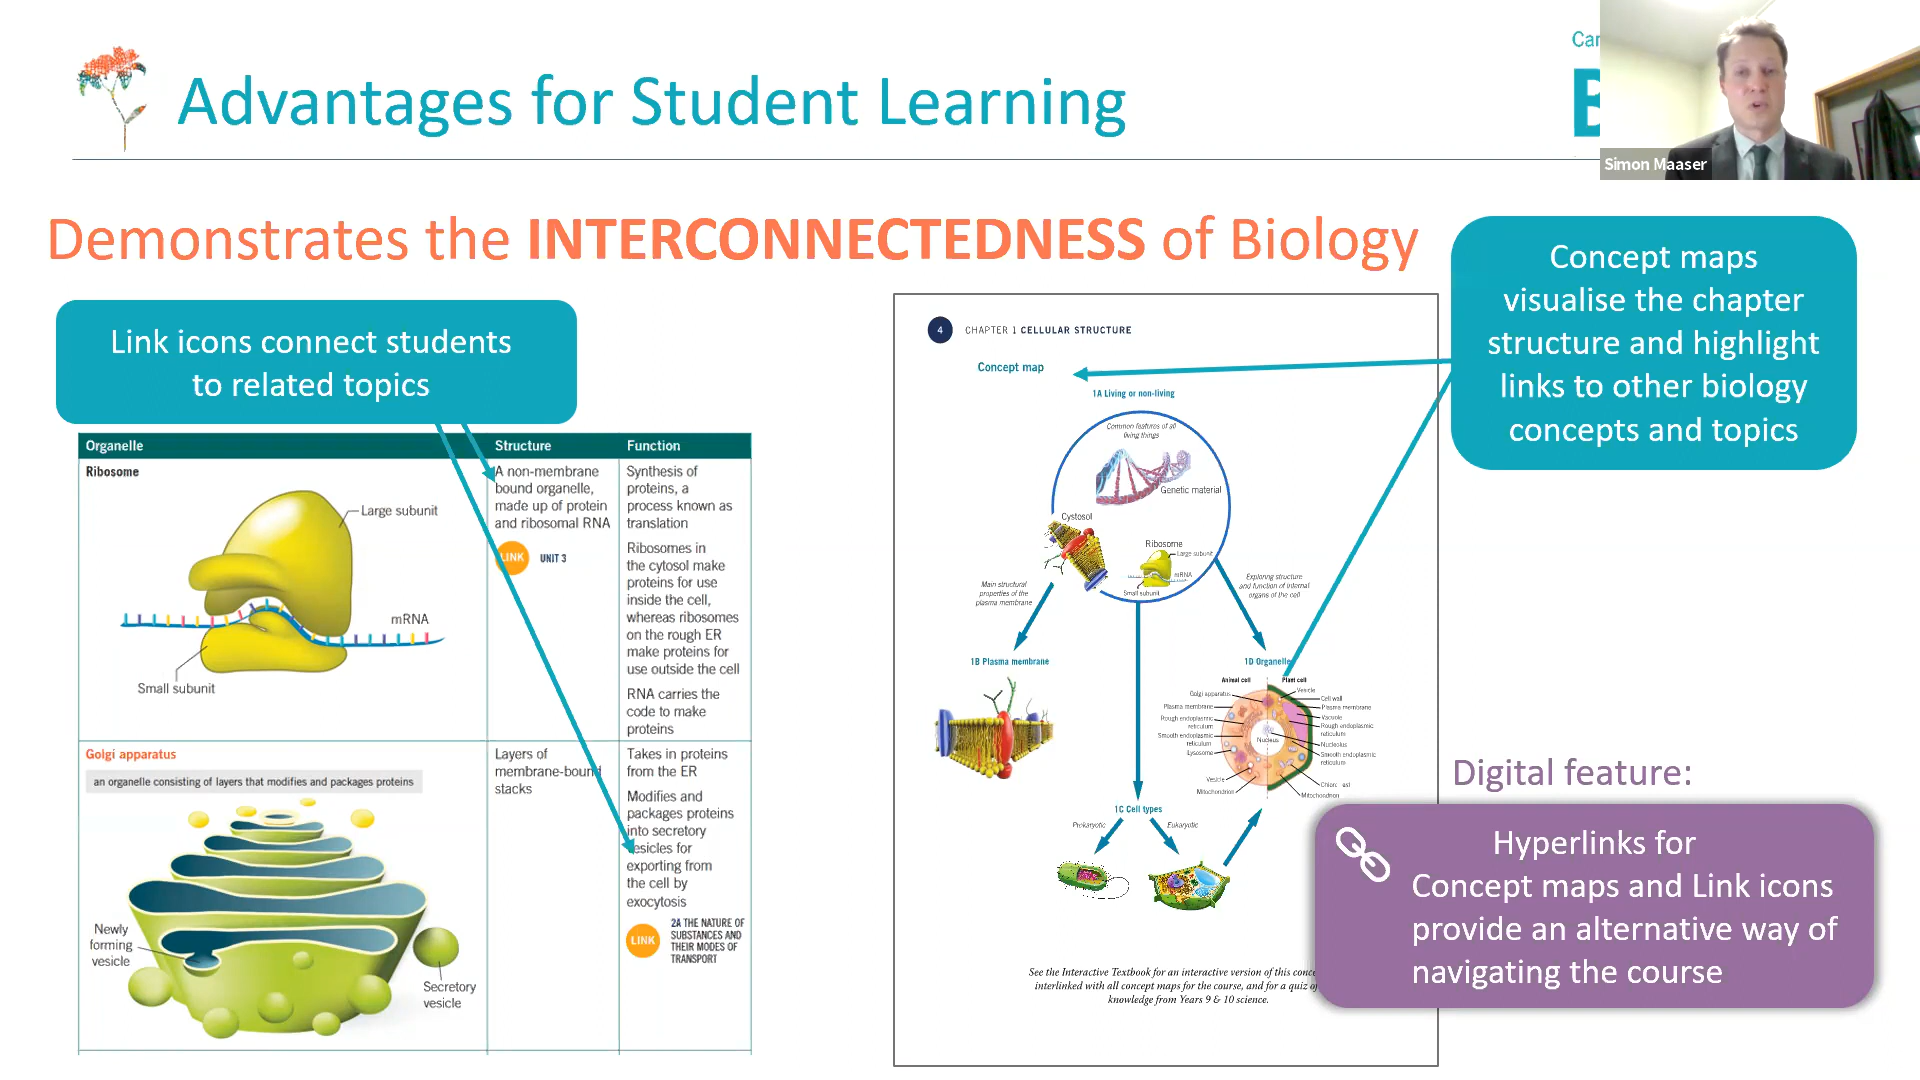 Advantages for Student Learning
Simon Maaser
Demonstrates the INTERCONNECTEDNESS of Biology
Link icons connect students
to related topics
Concept maps
visualise the chapter
structure and highlight
links to other biology
concepts and topics
Organelle
Structure
Function
Ribosome
Large subunit
mRNA
Small subunit
A non-membrane
bound organelle,
made up of protein
and ribosomal RNA
LINK
UNIT 3
Synthesis of
proteins, a
process known as
translation
Ribosomes in
the cytosol make
proteins for use
inside the cell,
whereas ribosomes
on the rough ER
make proteins for
use outside the cell
RNA carries the
code to make
proteins
Golgi apparatus
an organelle consisting of layers that modifies and packages proteins
Newly
forming
vesicle
Secretory
vesicle
Layers of
membrane-bound
stacks
Takes in proteins
from the ER
Modifies and
packages proteins
into secretory
vesicles for
exporting from
the cell by
exocytosis
LINK
2A THE NATURE OF
SUBSTANCES AND
THEIR MODES OF
TRANSPORT
4
CHAPTER 1 CELLULAR STRUCTURE
Concept map
1A Living or non-living
Common features of all
living things
Genetic material
Cystosol
Ribosome
Large subunit
mRNA
Small subunit
Main structural
properties of the
plasma membrane
Exploring structure
and function of internal
organs of the cell
1B Plasma membrane
1D Organelle
Animal cell
Plant cell
Golgi apparatus
Plasma membrane
Rough endoplasmic
reticulum
Smooth endoplasmic
reticulum
Lysosome
Vesicle
Mitochondrion
Nucleus
Vesicle
Cell wall
Plasma membrane
Vacuole
Rough endoplasmic
reticulum
Nucleolus
Smooth endoplasmic
reticulum
Mitochondrion
1C Cell types
Prokaryotic
Eukaryotic
See the Interactive Textbook for an interactive version of this
interlinked with all concept maps for the course, and for a quiz
knowledge from Years 9 & 10 science.
Digital feature:
Hyperlinks for
Concept maps and Link icons
provide an alternative way of
navigating the course